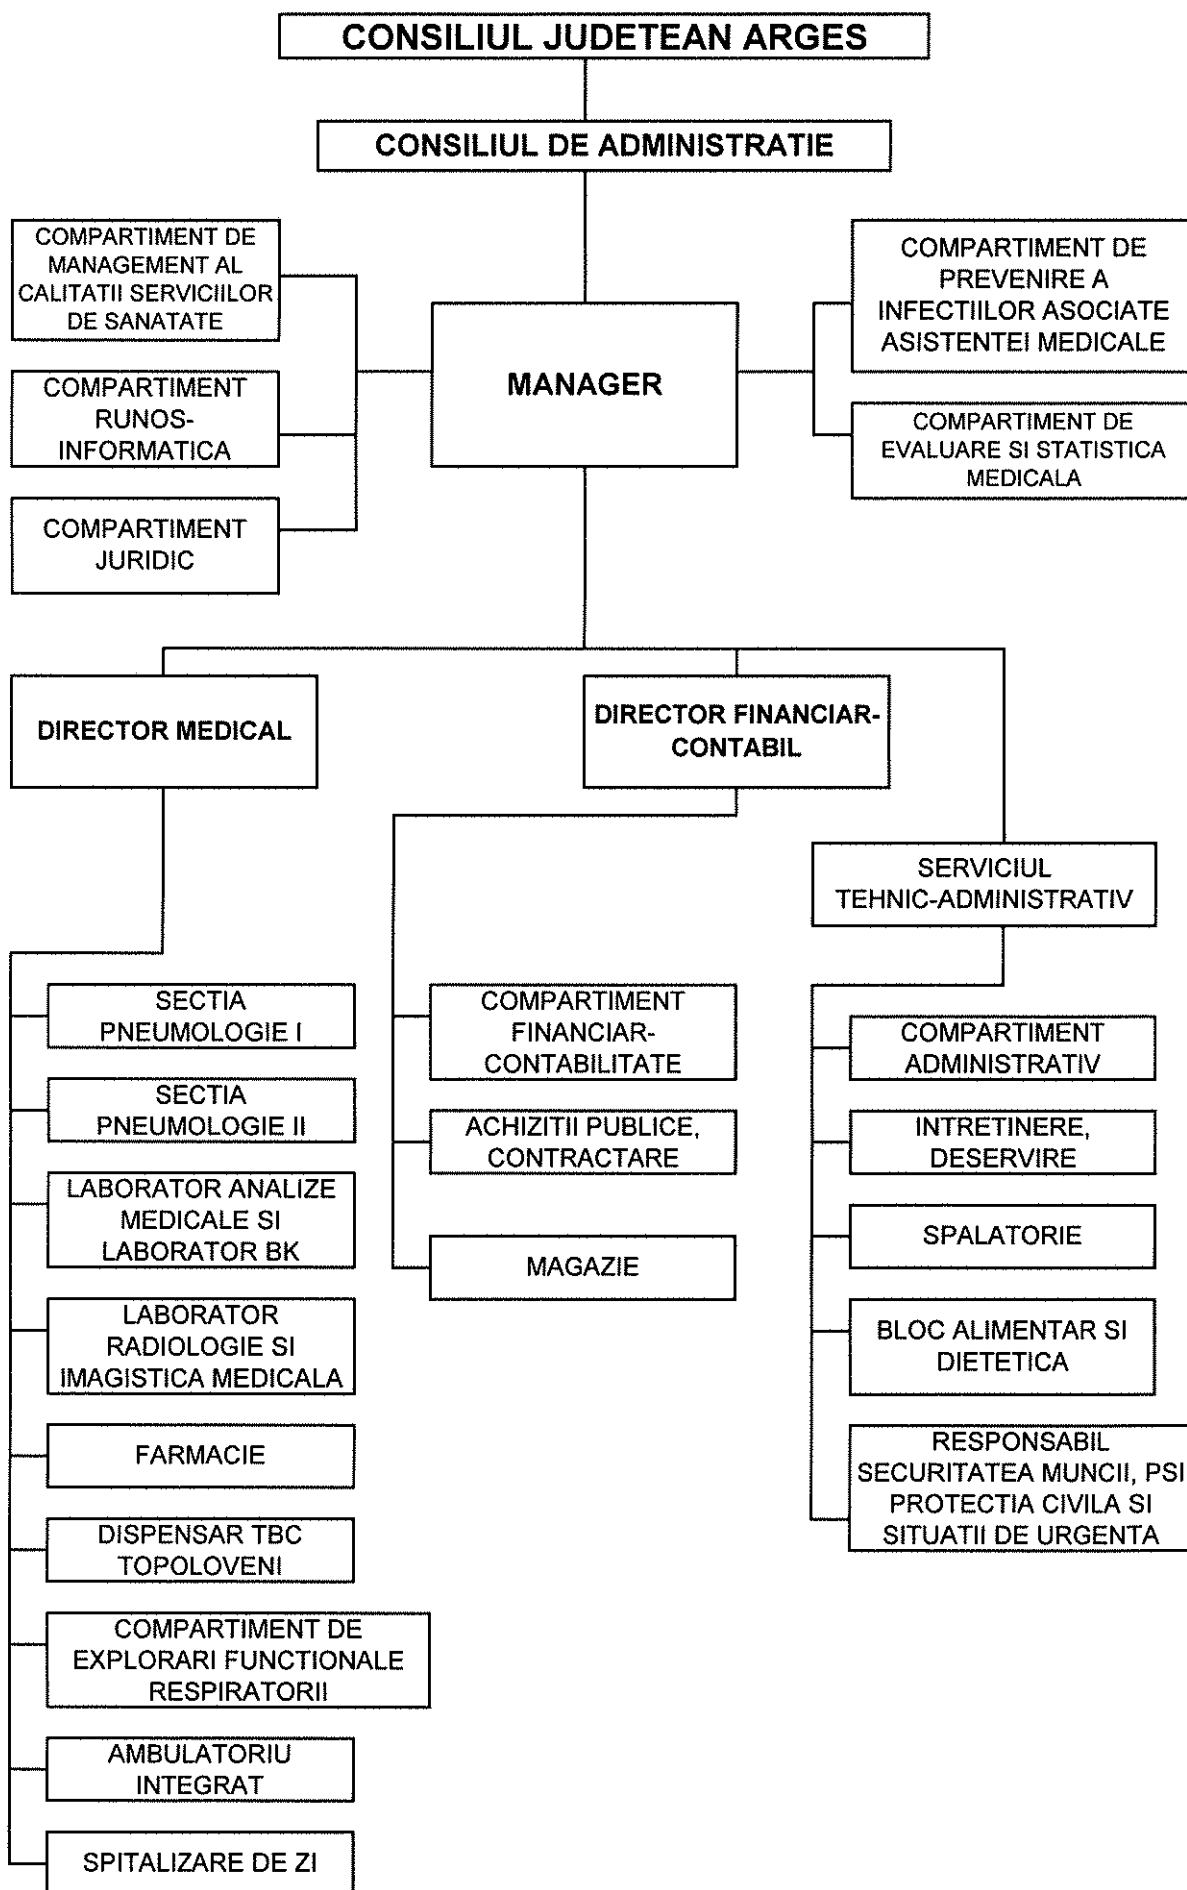 CONSILIUL JUDETEAN ARGES
CONSILIUL DE ADMINISTRATIE
COMPARTIMENT DE
MANAGEMENT AL
CALITATII SERVICIILOR
DE SANATATE
COMPARTIMENT
RUNOS-
INFORMATICA
COMPARTIMENT
JURIDIC
MANAGER
COMPARTIMENT DE
PREVENIRE A
INFECTIILOR ASOCIATE
ASISTENTEI MEDICALE
COMPARTIMENT DE
EVALUARE SI STATISTICA
MEDICALA
DIRECTOR MEDICAL
DIRECTOR FINANCIAR-
CONTABIL
SERVICIUL
TEHNIC-ADMINISTRATIV
SECTIA
PNEUMOLOGIE I
SECTIA
PNEUMOLOGIE II
LABORATOR ANALIZE
MEDICALE SI
LABORATOR BK
LABORATOR
RADIOLOGIE SI
IMAGISTICA MEDICALA
FARMACIE
DISPENSAR TBC
TOPOLOVENI
COMPARTIMENT DE
EXPLORARI FUNCTIONALE
RESPIRATORII
AMBULATORIU
INTEGRAT
SPITALIZARE DE ZI
COMPARTIMENT
FINANCIAR-
CONTABILITATE
ACHIZITII PUBLICE,
CONTRACTARE
MAGAZIE
COMPARTIMENT
ADMINISTRATIV
INTRETINERE,
DESERVIRE
SPALATORIE
BLOC ALIMENTAR SI
DIETETICA
RESPONSABIL
SECURITATEA MUNCII, PSI
PROTECTIA CIVILA SI
SITUATII DE URGENTA